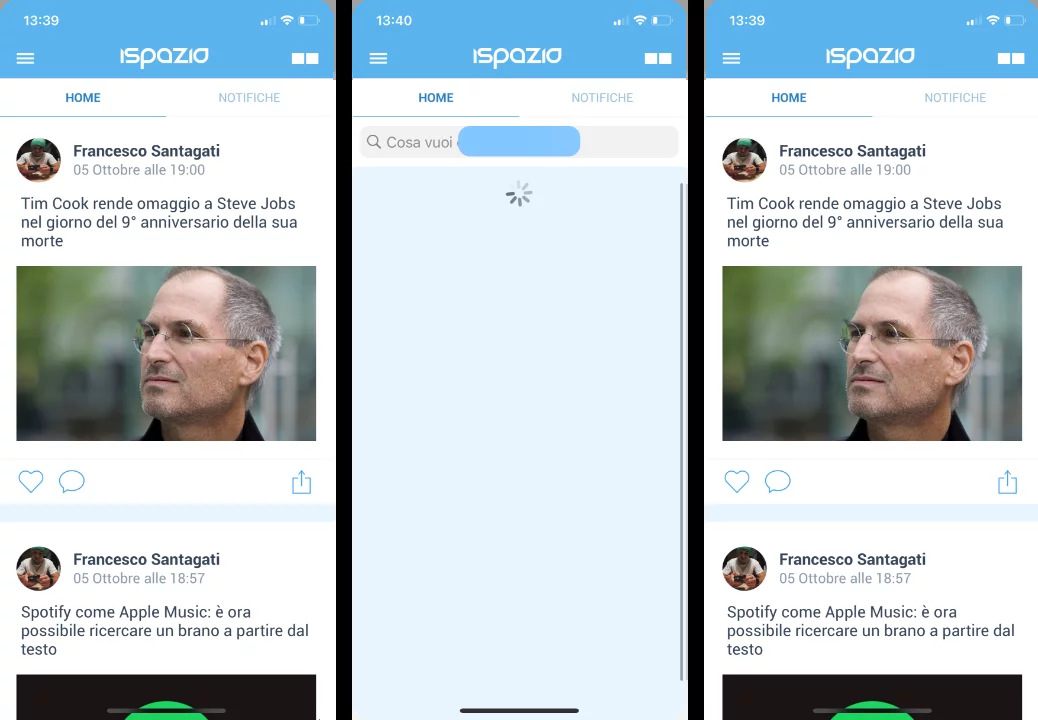 13:39
ispazio
HOME NOTIFICHE
Francesco Santagati
05 Ottobre alle 19:00
Tim Cook rende omaggio a Steve Jobs
nel giorno del 9° anniversario della sua
morte
Francesco Santagati
05 Ottobre alle 18:57
Spotify come Apple Music: è ora
possibile ricercare un brano a partire dal
testo
13:40
ispazio
HOME NOTIFICHE
Cosa vuoi
13:39
ispazio
HOME NOTIFICHE
Francesco Santagati
05 Ottobre alle 19:00
Tim Cook rende omaggio a Steve Jobs
nel giorno del 9° anniversario della sua
morte
Francesco Santagati
05 Ottobre alle 18:57
Spotify come Apple Music: è ora
possibile ricercare un brano a partire dal
testo